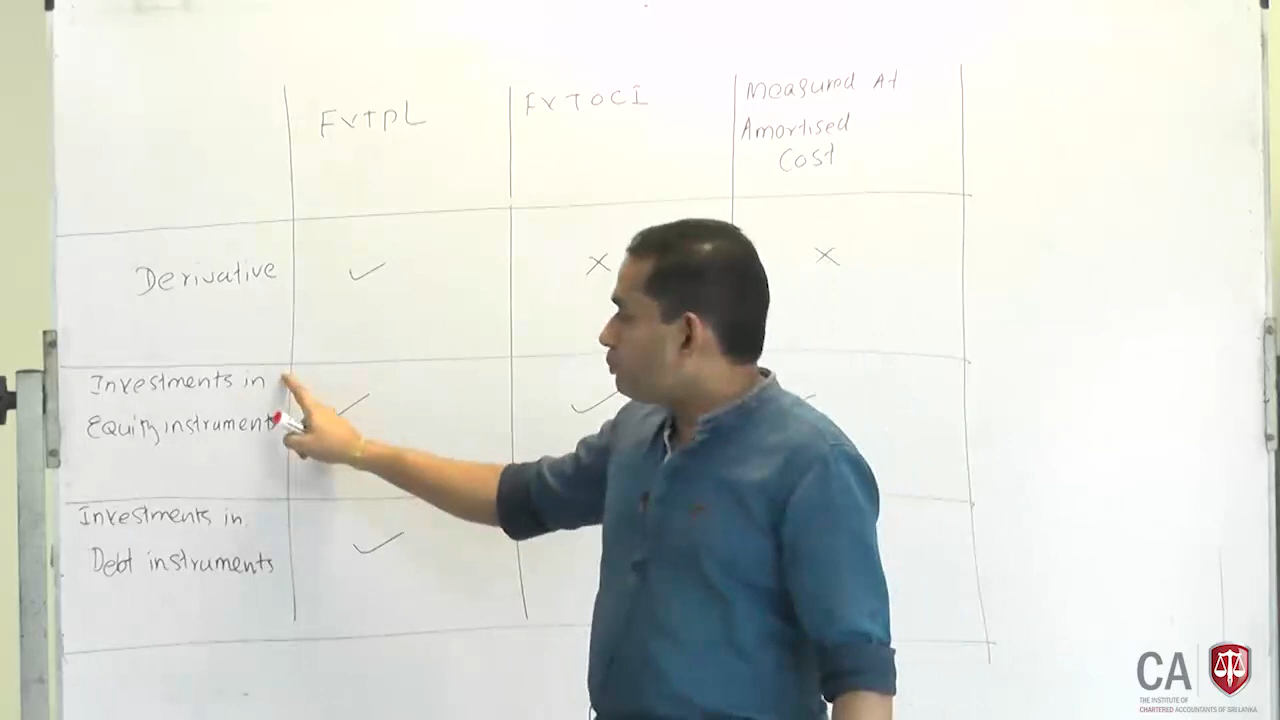 FVTPL
FVTOCI
Measured At
Amortised
Cost
Derivative ✓ × ×
Investments in
Equity instrument ✓ ✓
Investments in
Debt instruments ✓
CA
THE INSTITUTE OF
CHARTERED ACCOUNTANTS OF SRI LANKA